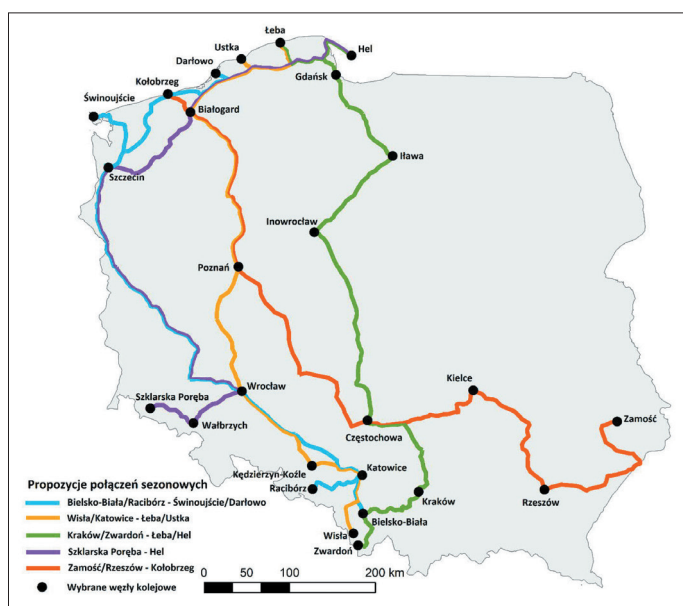 Łeba
Ustka
Hel
Darłowo
Gdańsk
Kołobrzeg
Świnoujście
Białogard
Iława
Szczecin
Inowrocław
Poznań
Kielce
Wrocław
Szklarska Poręba
Zamość
Wałbrzych
Częstochowa
Kędzierzyn-Koźle
Katowice
Racibórz
Kraków
Rzeszów
Bielsko-Biała
Wisła
Zwardoń
Propozycje połączeń sezonowych
Bielsko-Biała/Racibórz - Świnoujście/Darłowo
Wisła/Katowice - Łeba/Ustka
Kraków/Zwardoń - Łeba/Hel
Szklarska Poręba - Hel
Zamość/Rzeszów - Kołobrzeg
Wybrane węzły kolejowe
0 50 100 200 km